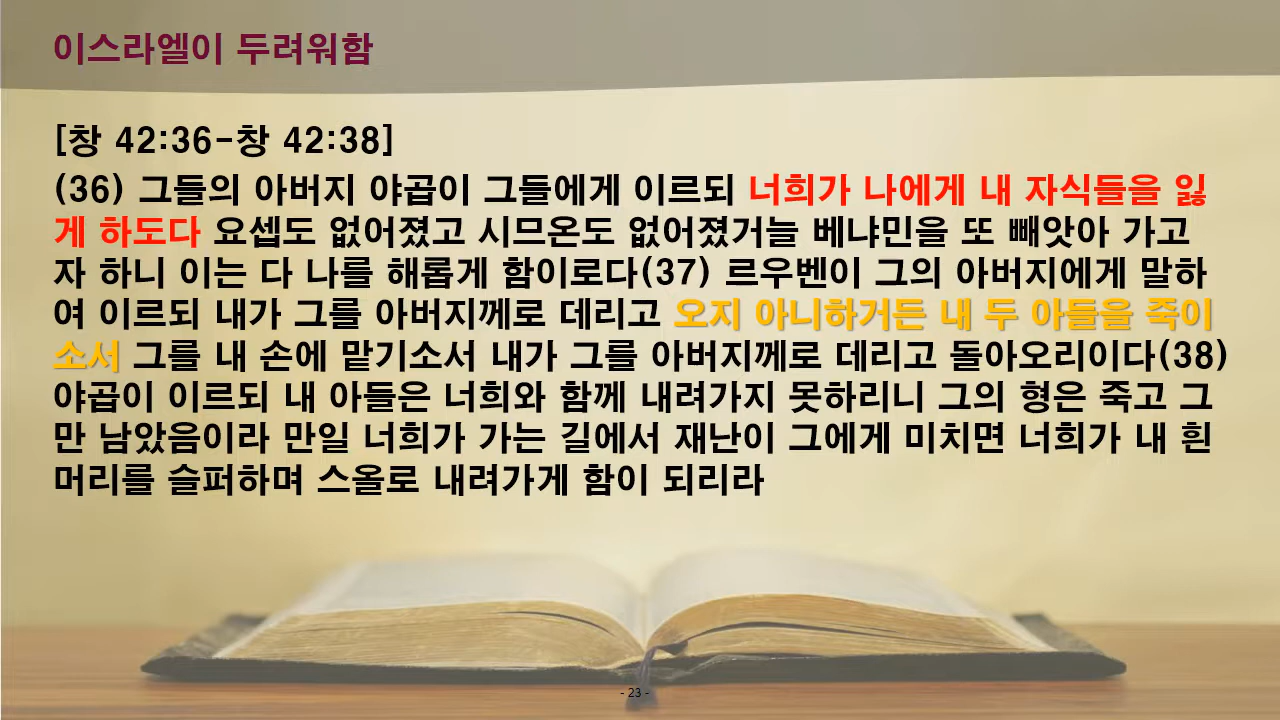 이스라엘이 두려워함
[창 42:36-창 42:38]
(36) 그들의 아버지 야곱이 그들에게 이르되 너희가 나에게 내 자식들을 잃
게 하도다 요셉도 없어졌고 시므온도 없어졌거늘 베냐민을 또 빼앗아 가고
자 하니 이는 다 나를 해롭게 함이로다(37) 르우벤이 그의 아버지에게 말하
여 이르되 내가 그를 아버지께로 데리고 오지 아니하거든 내 두 아들을 죽이
소서 그를 내 손에 맡기소서 내가 그를 아버지께로 데리고 돌아오리이다(38)
야곱이 이르되 내 아들은 너희와 함께 내려가지 못하리니 그의 형은 죽고 그
만 남았음이라 만일 너희가 가는 길에서 재난이 그에게 미치면 너희가 내 흰
머리를 슬퍼하며 스올로 내려가게 함이 되리라
- 23 -